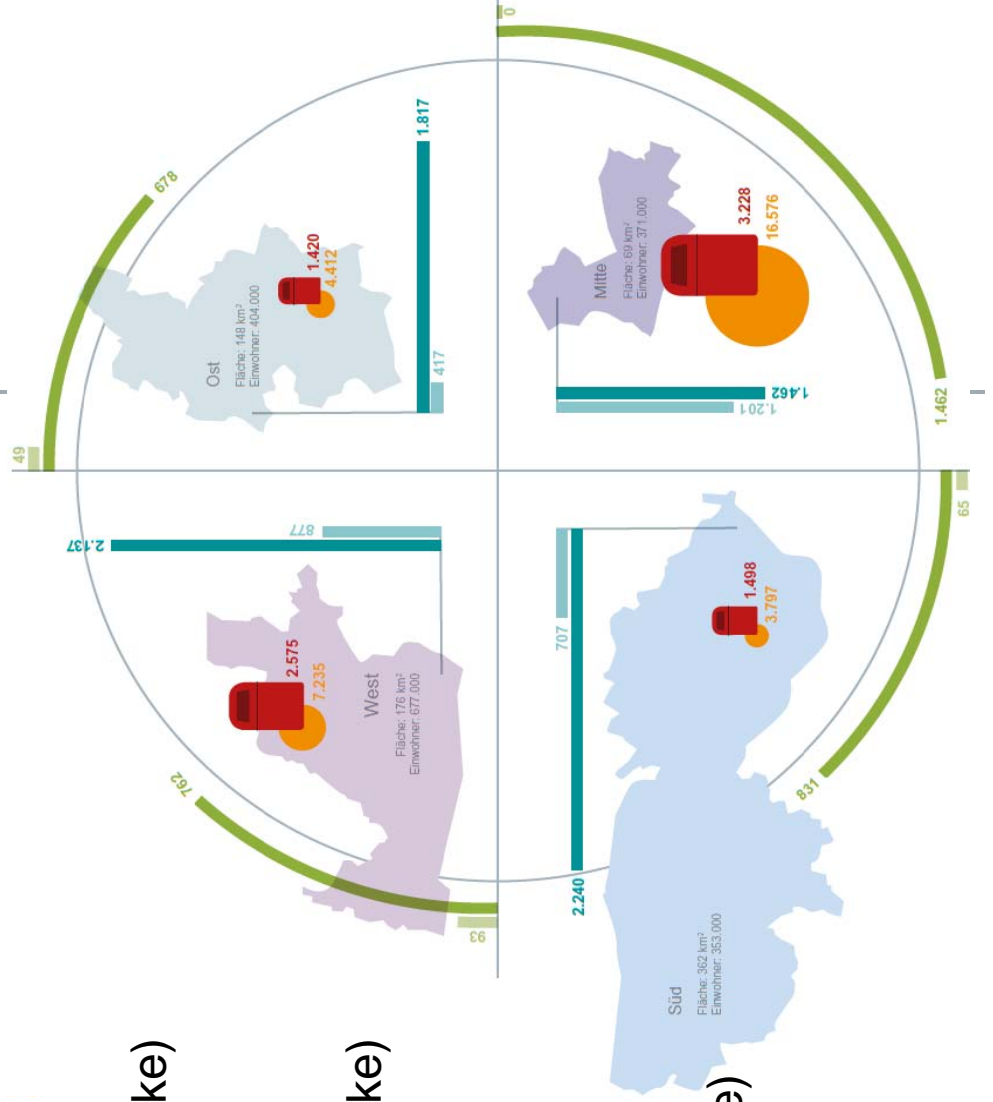 ke)
ke)
e)
West
Fläche: 176 km²
Einwohner: 677.000
2.575
7.235
2.137
877
762
93
Ost
Fläche: 148 km²
Einwohner: 404.000
1.420
4.412
1.817
417
678
49
Süd
Fläche: 362 km²
Einwohner: 353.000
1.498
3.797
2.240
707
831
65
Mitte
Fläche: 69 km²
Einwohner: 371.000
3.228
16.576
1.462
1.201
1.462
0